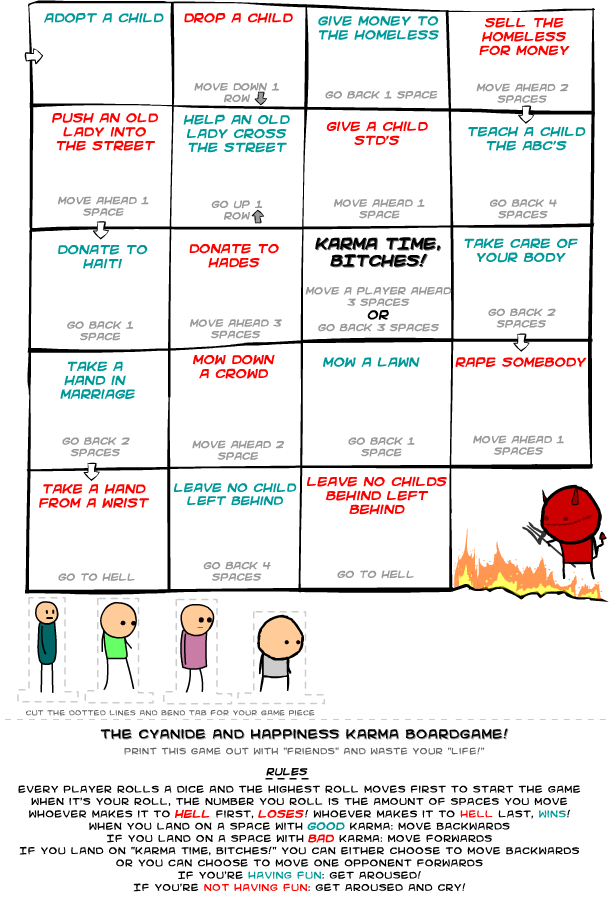 ADOPT A CHILD
DROP A CHILD
MOVE DOWN 1
ROW
GIVE MONEY TO
THE HOMELESS
GO BACK 1 SPACE
SELL THE
HOMELESS
FOR MONEY
MOVE AHEAD 2
SPACES
PUSH AN OLD
LADY INTO
THE STREET
MOVE AHEAD 1
SPACE
HELP AN OLD
LADY CROSS
THE STREET
GO UP 1
ROW
GIVE A CHILD
STD'S
MOVE AHEAD 1
SPACE
TEACH A CHILD
THE ABC'S
GO BACK 4
SPACES
DONATE TO
HAITI
GO BACK 1
SPACE
DONATE TO
HADES
MOVE AHEAD 3
SPACES
KARMA TIME,
BITCHES!
MOVE A PLAYER AHEAD
3 SPACES
OR
GO BACK 3 SPACES
TAKE CARE OF
YOUR BODY
GO BACK 2
SPACES
TAKE A
HAND IN
MARRIAGE
GO BACK 2
SPACES
MOW DOWN
A CROWD
MOVE AHEAD 2
SPACE
MOW A LAWN
GO BACK 1
SPACE
RAPE SOMEBODY
MOVE AHEAD 1
SPACES
TAKE A HAND
FROM A WRIST
GO TO HELL
LEAVE NO CHILD
LEFT BEHIND
GO BACK 4
SPACES
LEAVE NO CHILDS
BEHIND LEFT
BEHIND
GO TO HELL
CUT THE DOTTED LINES AND BEND TAB FOR YOUR GAME PIECE
THE CYANIDE AND HAPPINESS KARMA BOARDGAME!
PRINT THIS GAME OUT WITH "FRIENDS" AND WASTE YOUR "LIFE!"
RULES
EVERY PLAYER ROLLS A DICE AND THE HIGHEST ROLL MOVES FIRST TO START THE GAME
WHEN IT'S YOUR ROLL, THE NUMBER YOU ROLL IS THE AMOUNT OF SPACES YOU MOVE
WHOEVER MAKES IT TO HELL FIRST, LOSES! WHOEVER MAKES IT TO HELL LAST, WINS!
WHEN YOU LAND ON A SPACE WITH GOOD KARMA: MOVE BACKWARDS
IF YOU LAND ON A SPACE WITH BAD KARMA: MOVE FORWARDS
IF YOU LAND ON "KARMA TIME, BITCHES!" YOU CAN EITHER CHOOSE TO MOVE BACKWARDS
OR YOU CAN CHOOSE TO MOVE ONE OPPONENT FORWARDS
IF YOU'RE HAVING FUN: GET AROUSED!
IF YOU'RE NOT HAVING FUN: GET AROUSED AND CRY!